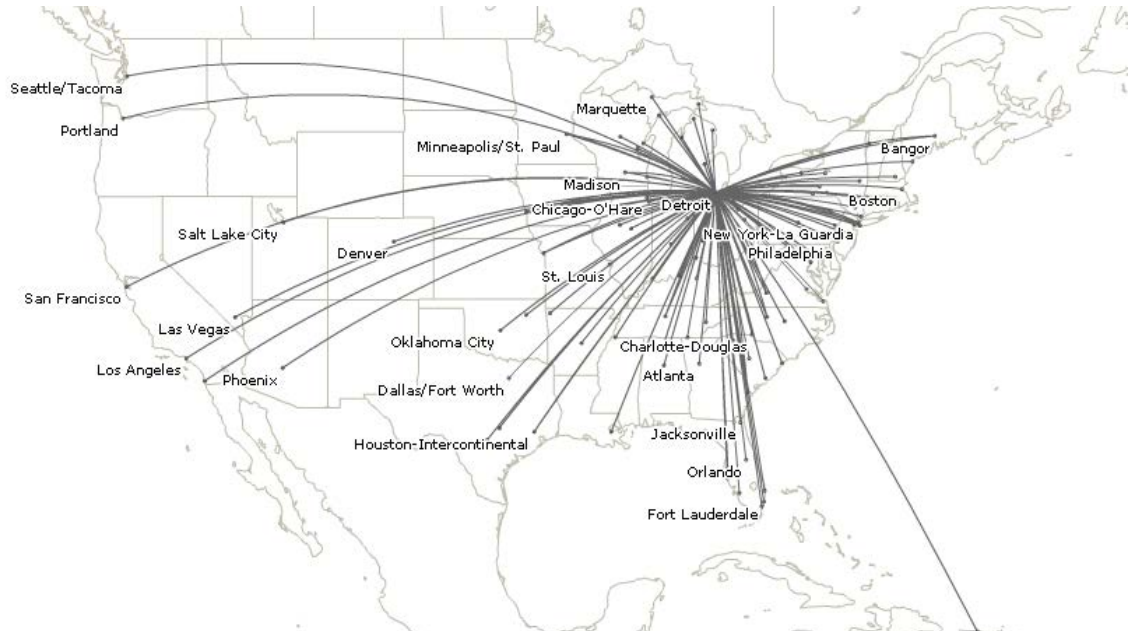 Seattle/Tacoma
Marquette
Portland
Minneapolis/St. Paul
Bangor
Madison
Chicago-O'Hare
Detroit
Boston
Salt Lake City
New York-La Guardia
Denver
Philadelphia
St. Louis
San Francisco
Las Vegas
Oklahoma City
Charlotte-Douglas
Los Angeles
Phoenix
Atlanta
Dallas/Fort Worth
Jacksonville
Houston-Intercontinental
Orlando
Fort Lauderdale